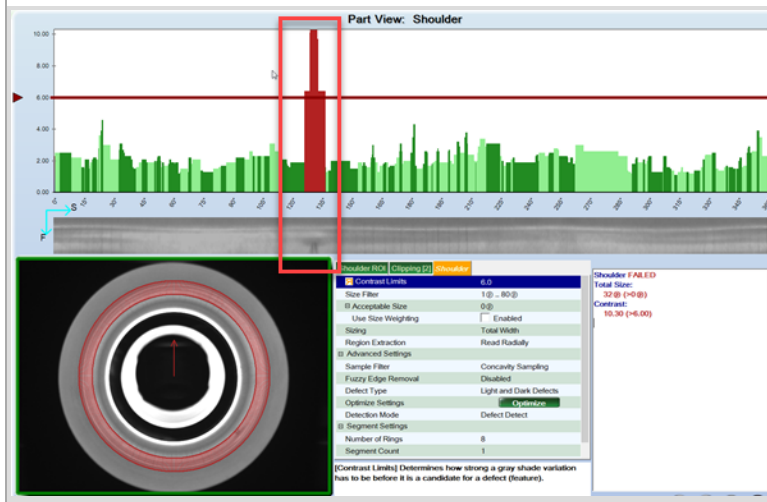 Part View: Shoulder
10.00
8.00
6.00
4.00
2.00
0.00
S
F
Shoulder ROI Clipping [2] Shoulder
Contrast Limits 6.0
Size Filter 1 .. 80
Acceptable Size 0
Use Size Weighting Enabled
Sizing Total Width
Region Extraction Read Radially
Advanced Settings
Sample Filter Concavity Sampling
Fuzzy Edge Removal Disabled
Defect Type Light and Dark Defects
Optimize Settings Optimize
Detection Mode Defect Detect
Segment Settings
Number of Rings 8
Segment Count 1
[Contrast Limits] Determines how strong a gray shade variation
has to be before it is a candidate for a defect (feature).
Shoulder FAILED
Total Size:
32 (>0)
Contrast:
10.30 (>6.00)